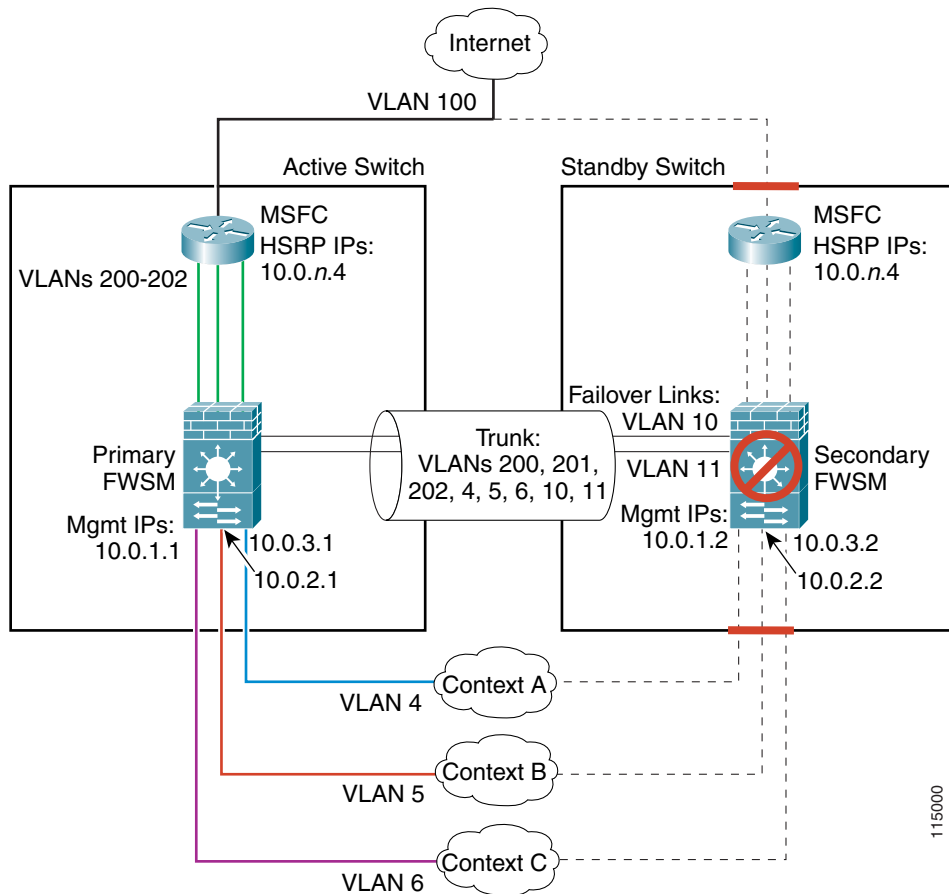 Internet
VLAN 100
Active Switch
Standby Switch
MSFC
HSRP IPs:
10.0.n.4
VLANs 200-202
MSFC
HSRP IPs:
10.0.n.4
Primary
FWSM
Trunk:
VLANs 200, 201,
202, 4, 5, 6, 10, 11
Failover Links:
VLAN 10
VLAN 11
Secondary
FWSM
Mgmt IPs:
10.0.1.1
10.0.3.1
10.0.2.1
Mgmt IPs:
10.0.1.2
10.0.3.2
10.0.2.2
Context A
VLAN 4
Context B
VLAN 5
Context C
VLAN 6
115000